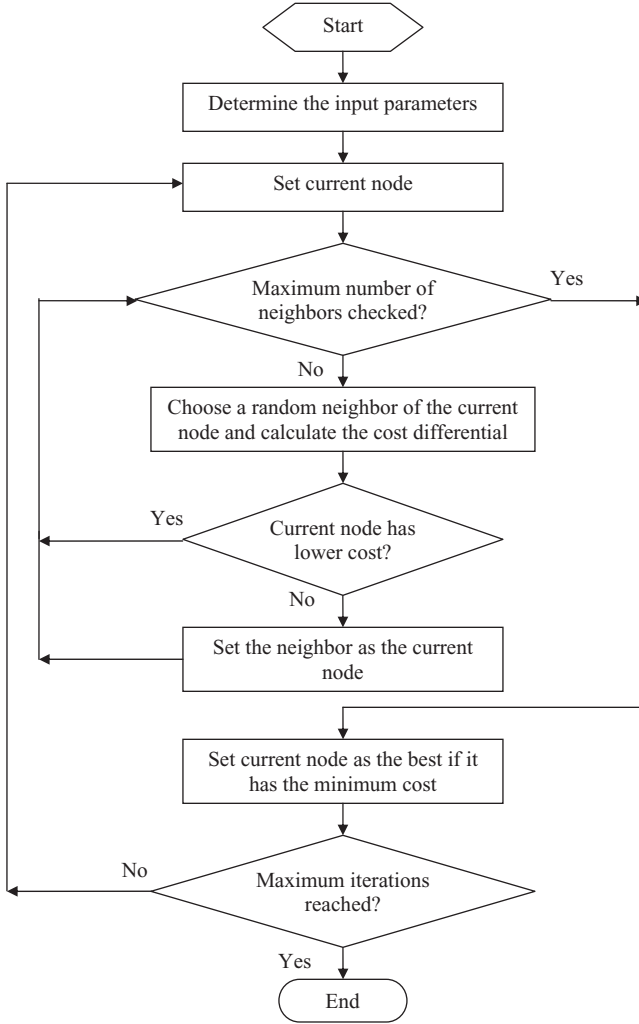 Start
Determine the input parameters
Set current node
Maximum number of
neighbors checked?
Yes
No
Choose a random neighbor of the current
node and calculate the cost differential
Yes
Current node has
lower cost?
No
Set the neighbor as the current
node
Set current node as the best if it
has the minimum cost
No
Maximum iterations
reached?
Yes
End